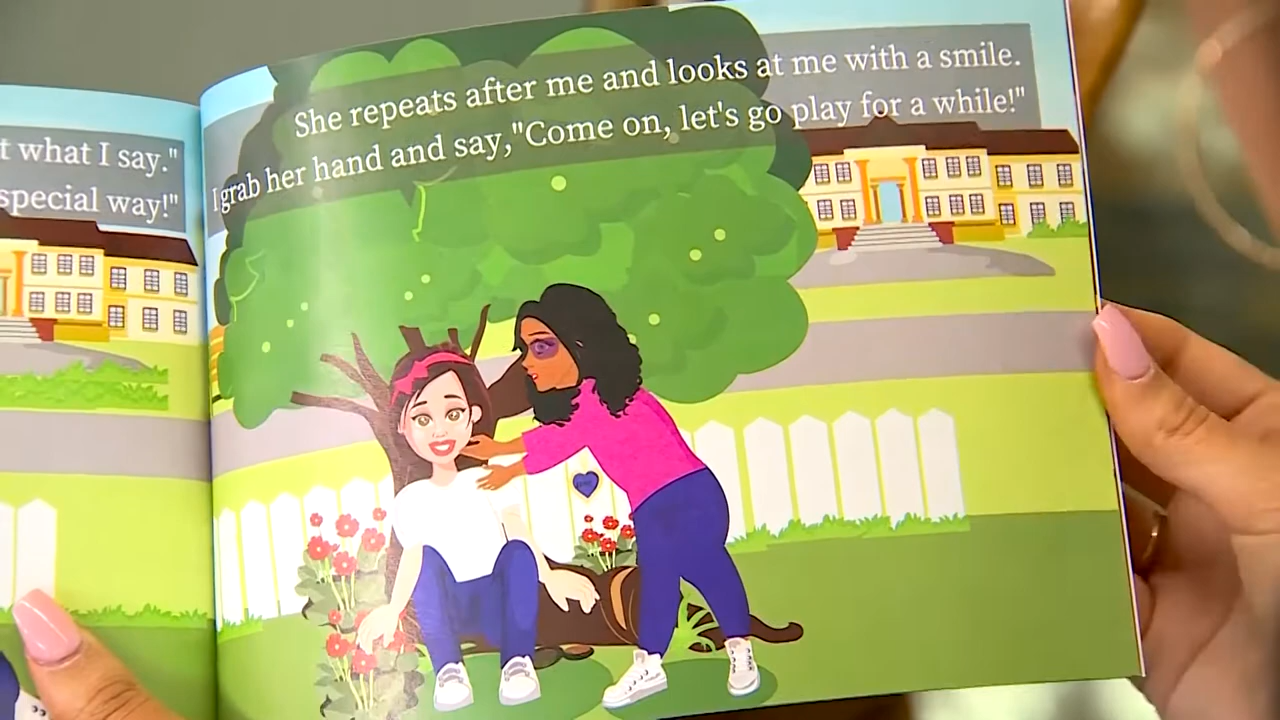 t what I say."
special way!"
She repeats after me and looks at me with a smile.
I grab her hand and say,"Come on, let's go play for a while!"